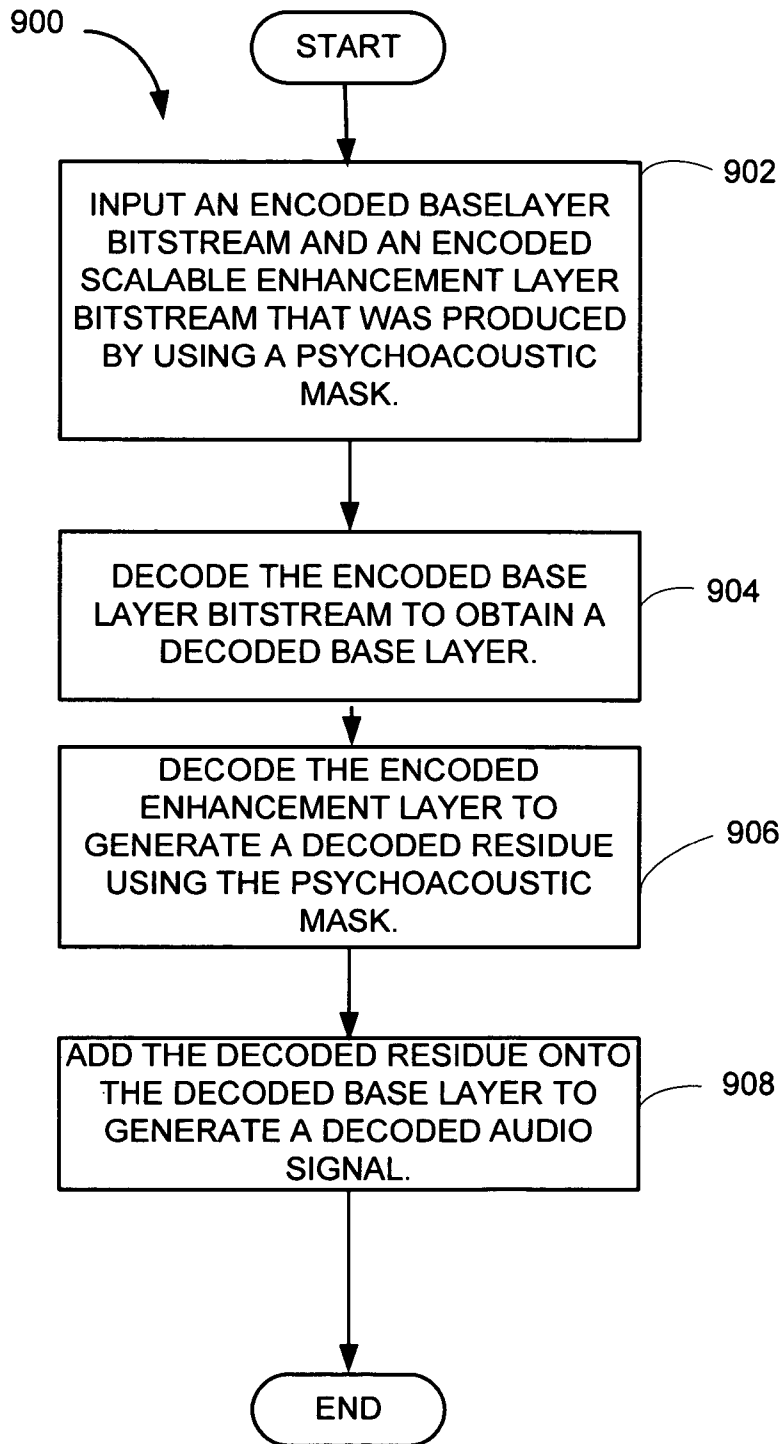 900
START
902
INPUT AN ENCODED BASELAYER
BITSTREAM AND AN ENCODED
SCALABLE ENHANCEMENT LAYER
BITSTREAM THAT WAS PRODUCED
BY USING A PSYCHOACOUSTIC
MASK.
904
DECODE THE ENCODED BASE
LAYER BITSTREAM TO OBTAIN A
DECODED BASE LAYER.
906
DECODE THE ENCODED
ENHANCEMENT LAYER TO
GENERATE A DECODED RESIDUE
USING THE PSYCHOACOUSTIC
MASK.
908
ADD THE DECODED RESIDUE ONTO
THE DECODED BASE LAYER TO
GENERATE A DECODED AUDIO
SIGNAL.
END